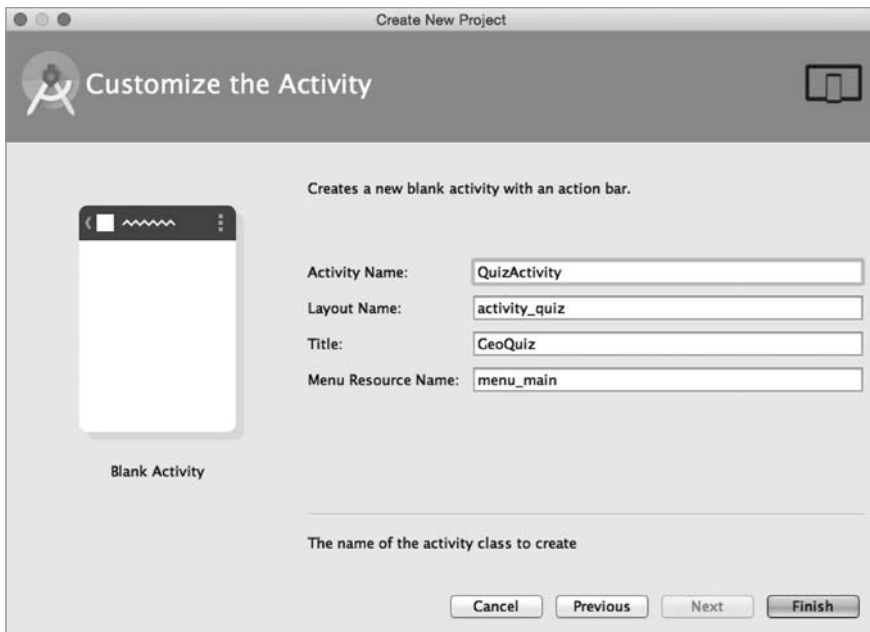 Create New Project
Customize the Activity
Creates a new blank activity with an action bar.
Activity Name: QuizActivity
Layout Name: activity_quiz
Title: GeoQuiz
Menu Resource Name: menu_main
Blank Activity
The name of the activity class to create
Cancel Previous Next Finish